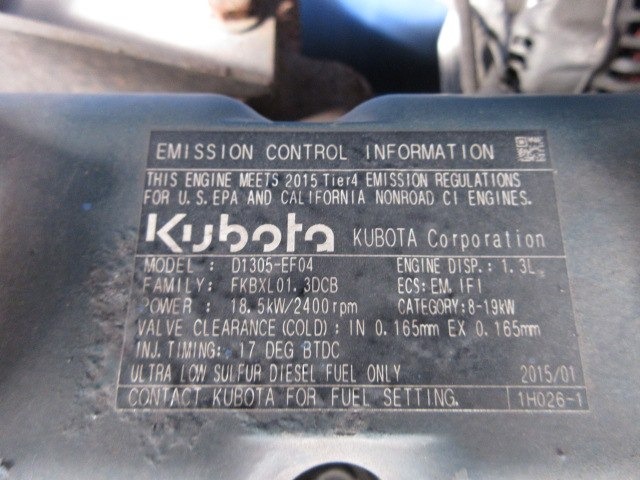 EMISSION CONTROL INFORMATION
THIS ENGINE MEETS 2015 Tier4 EMISSION REGULATIONS
FOR U.S.EPA AND CALIFORNIA NONROAD CI ENGINES.
Kubota KUBOTA Corporation
MODEL : D1305-EF04 ENGINE DISP.: 1.3L
FAMILY: FKBXL01.3DCB ECS:EM.IFI
POWER : 18.5kW/2400rpm CATEGORY:8-19kW
VALVE CLEARANCE(COLD): IN 0.165mm EX 0.165mm
INJ.TIMING: 17 DEG BTDC
ULTRA LOW SULFUR DIESEL FUEL ONLY 2015/01
CONTACT KUBOTA FOR FUEL SETTING. 1H026-1